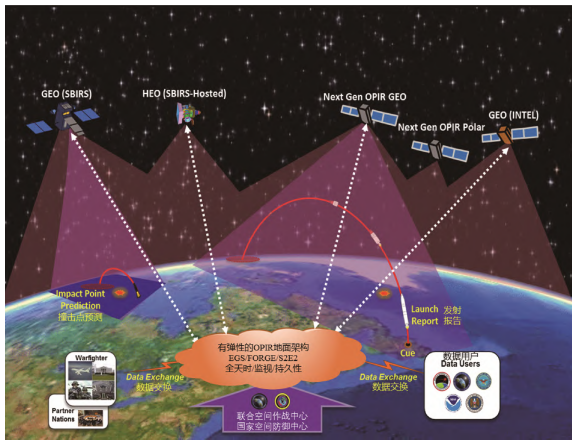 GEO (SBIRS)
HEO (SBIRS-Hosted)
Next Gen OPIR GEO
Next Gen OPIR Polar
GEO (INTEL)
Impact Point
Prediction
撞击点预测
Launch 发射
Report 报告
Cue
有弹性的OPIR地面架构
EGS/FORGE/S2E2
全天时/监视/持久性
Warfighter
Partner
Nations
Data Exchange
数据交换
Data Exchange
数据交换
数据用户
Data Users
联合空间作战中心
国家空间防御中心